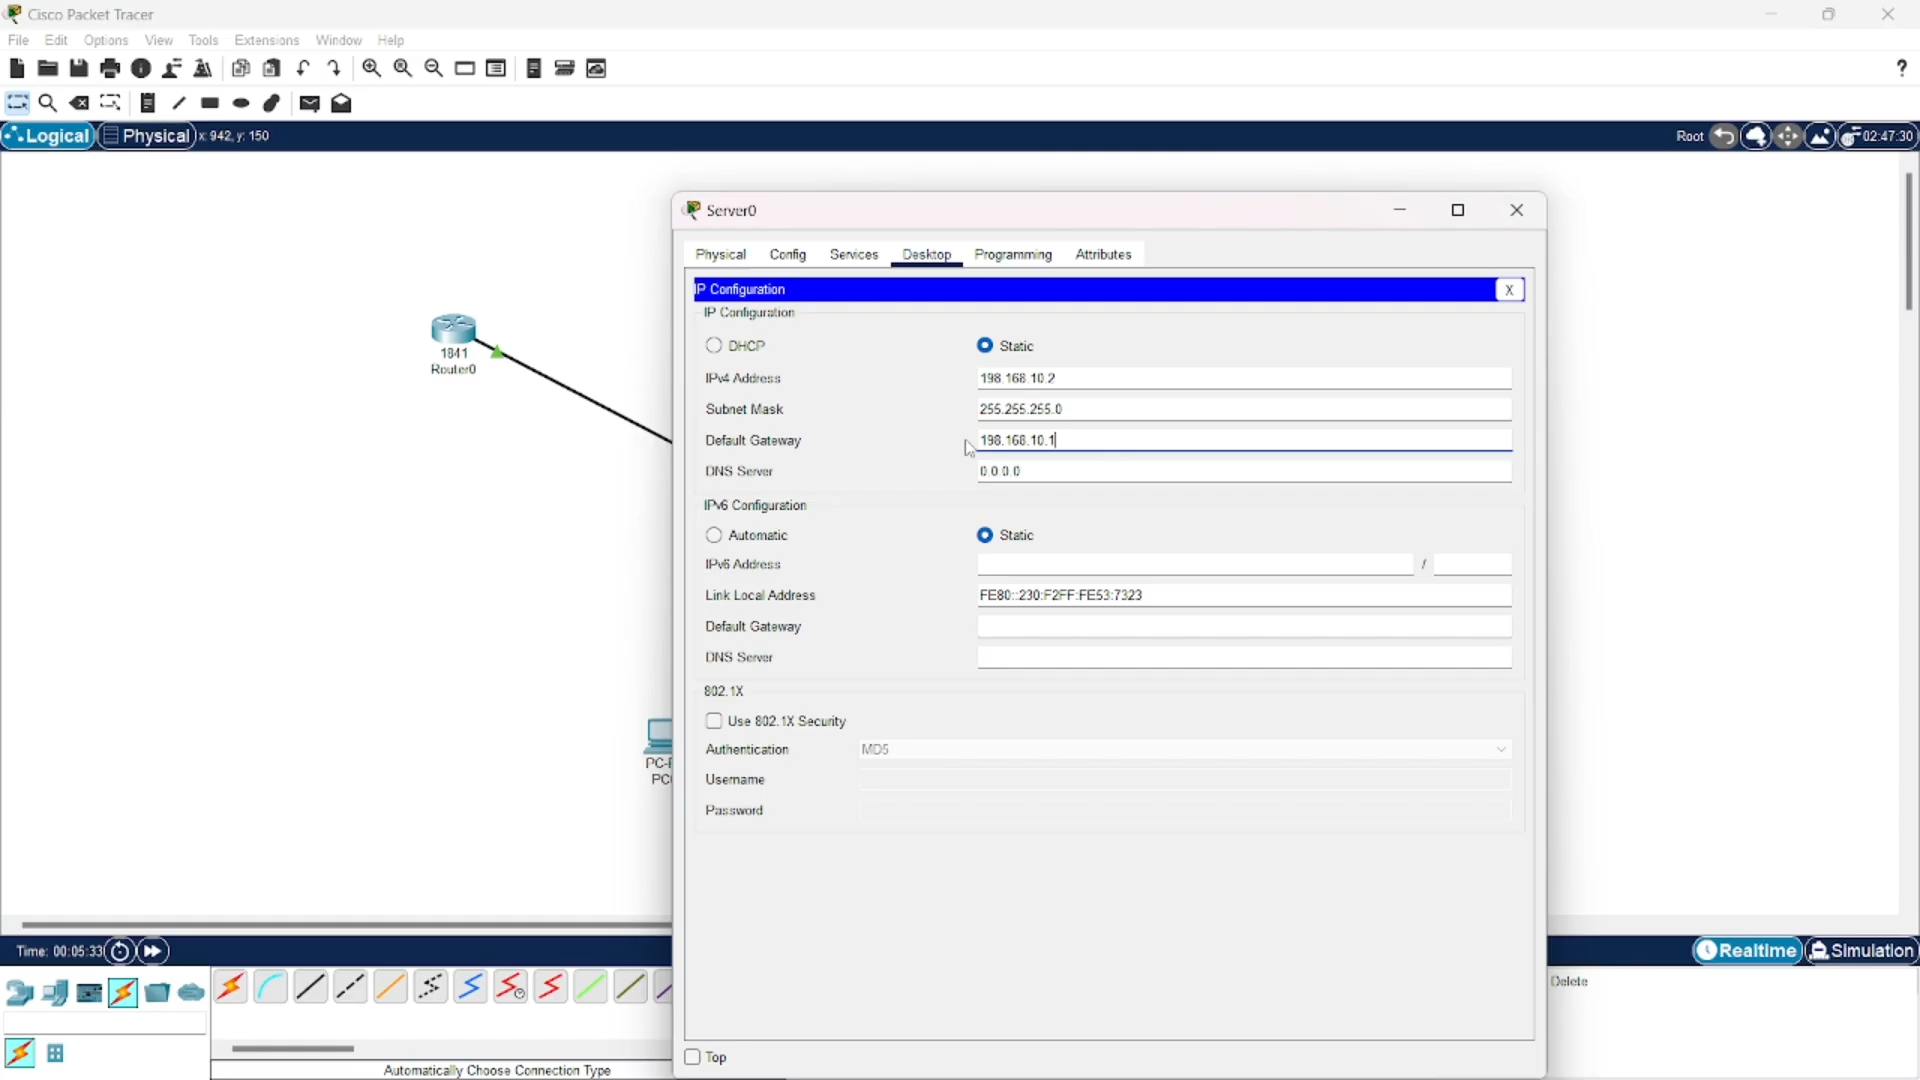 Cisco Packet Tracer
File Edit Options View Tools Extensions Window Help
?
Logical Physical x: 942, y: 150 Root 02:47:30
Server0
Physical Config Services Desktop Programming Attributes
IP Configuration X
IP Configuration
DHCP Static
IPv4 Address 198.168.10.2
Subnet Mask 255.255.255.0
Default Gateway 198.168.10.1
DNS Server 0.0.0.0
IPv6 Configuration
Automatic Static
IPv6 Address /
Link Local Address FE80::230:F2FF:FE53:7323
Default Gateway
DNS Server
802.1X
Use 802.1X Security
Authentication MD5
Username
Password
Top
1841
Router0
Time: 00:05:33 Realtime Simulation
Delete
Automatically Choose Connection Type